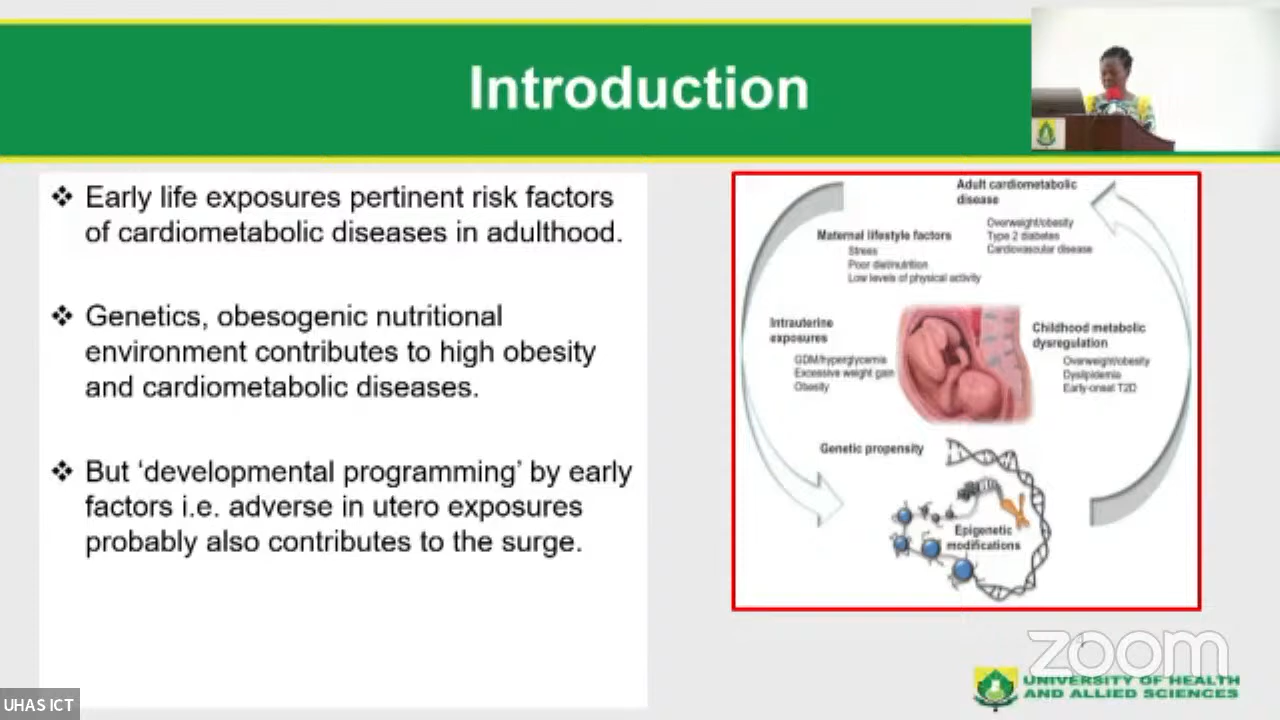 Introduction
❖ Early life exposures pertinent risk factors
of cardiometabolic diseases in adulthood.
❖ Genetics, obesogenic nutritional
environment contributes to high obesity
and cardiometabolic diseases.
❖ But ‘developmental programming’ by early
factors i.e. adverse in utero exposures
probably also contributes to the surge.
Adult cardiometabolic
disease
Overweight/obesity
Type 2 diabetes
Cardiovascular disease
Maternal lifestyle factors
Stress
Poor diet/nutrition
Low levels of physical activity
Intrauterine
exposures
GDM/hyperglycemia
Excessive weight gain
Obesity
Childhood metabolic
dysregulation
Overweight/obesity
Dyslipidemia
Early-onset T2D
Genetic propensity
Epigenetic
modifications
zoom
UNIVERSITY OF HEALTH
AND ALLIED SCIENCES
UHAS ICT